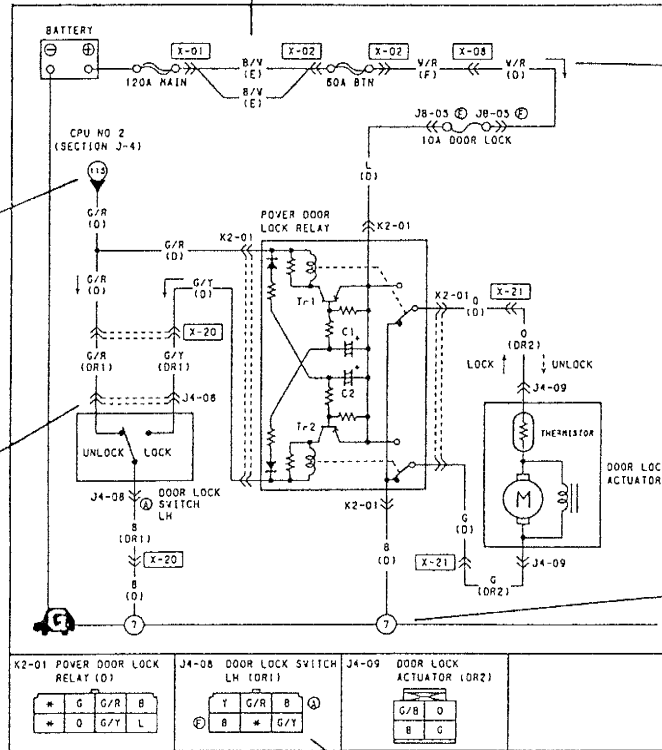 BATTERY
X-01
X-02
X-02
X-08
B/W
(E)
W/R
(F)
W/R
(D)
120A MAIN
B/W
(E)
60A BTN
J8-03 Ⓔ J8-03 Ⓕ
10A DOOR LOCK
CPU NO 2
(SECTION J-4)
113
L
(D)
G/R
(D)
POWER DOOR
LOCK RELAY
K2-01
G/R
(D)
K2-01
G/R
(D)
G/Y
(D)
Tr1
C1
K2-01
O
(D)
X-21
X-20
G/R
(DR1)
G/Y
(DR1)
O
(DR2)
LOCK
UNLOCK
C2
J4-09
J4-08
Tr2
THERMISTOR
UNLOCK LOCK
M
DOOR LOC
ACTUATOR
J4-08 Ⓐ DOOR LOCK
SWITCH
LH
K2-01
B
(DR1)
B
(D)
G
(D)
X-20
X-21
J4-09
B
(D)
G
(DR2)
7
7
K2-01 POWER DOOR LOCK
RELAY (D)
* G G/R B
* O G/Y L
J4-08 DOOR LOCK SWITCH
LH (DR1)
Y G/R B Ⓐ
Ⓔ B * G/Y
J4-09 DOOR LOCK
ACTUATOR (DR2)
G/B O
B G